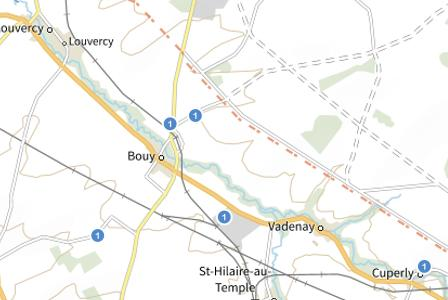 Louvercy
Louvercy
1
1
Bouy
1
Vadenay
1
St-Hilaire-au-
Temple
Cuperly
1